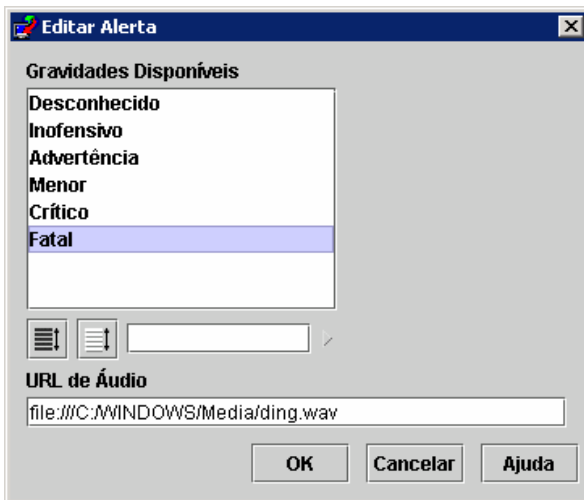 Editar Alerta
Gravidades Disponíveis
Desconhecido
Inofensivo
Advertência
Menor
Crítico
Fatal
URL de Áudio
file:///C:/WINDOWS/Media/ding.wav
OK Cancelar Ajuda